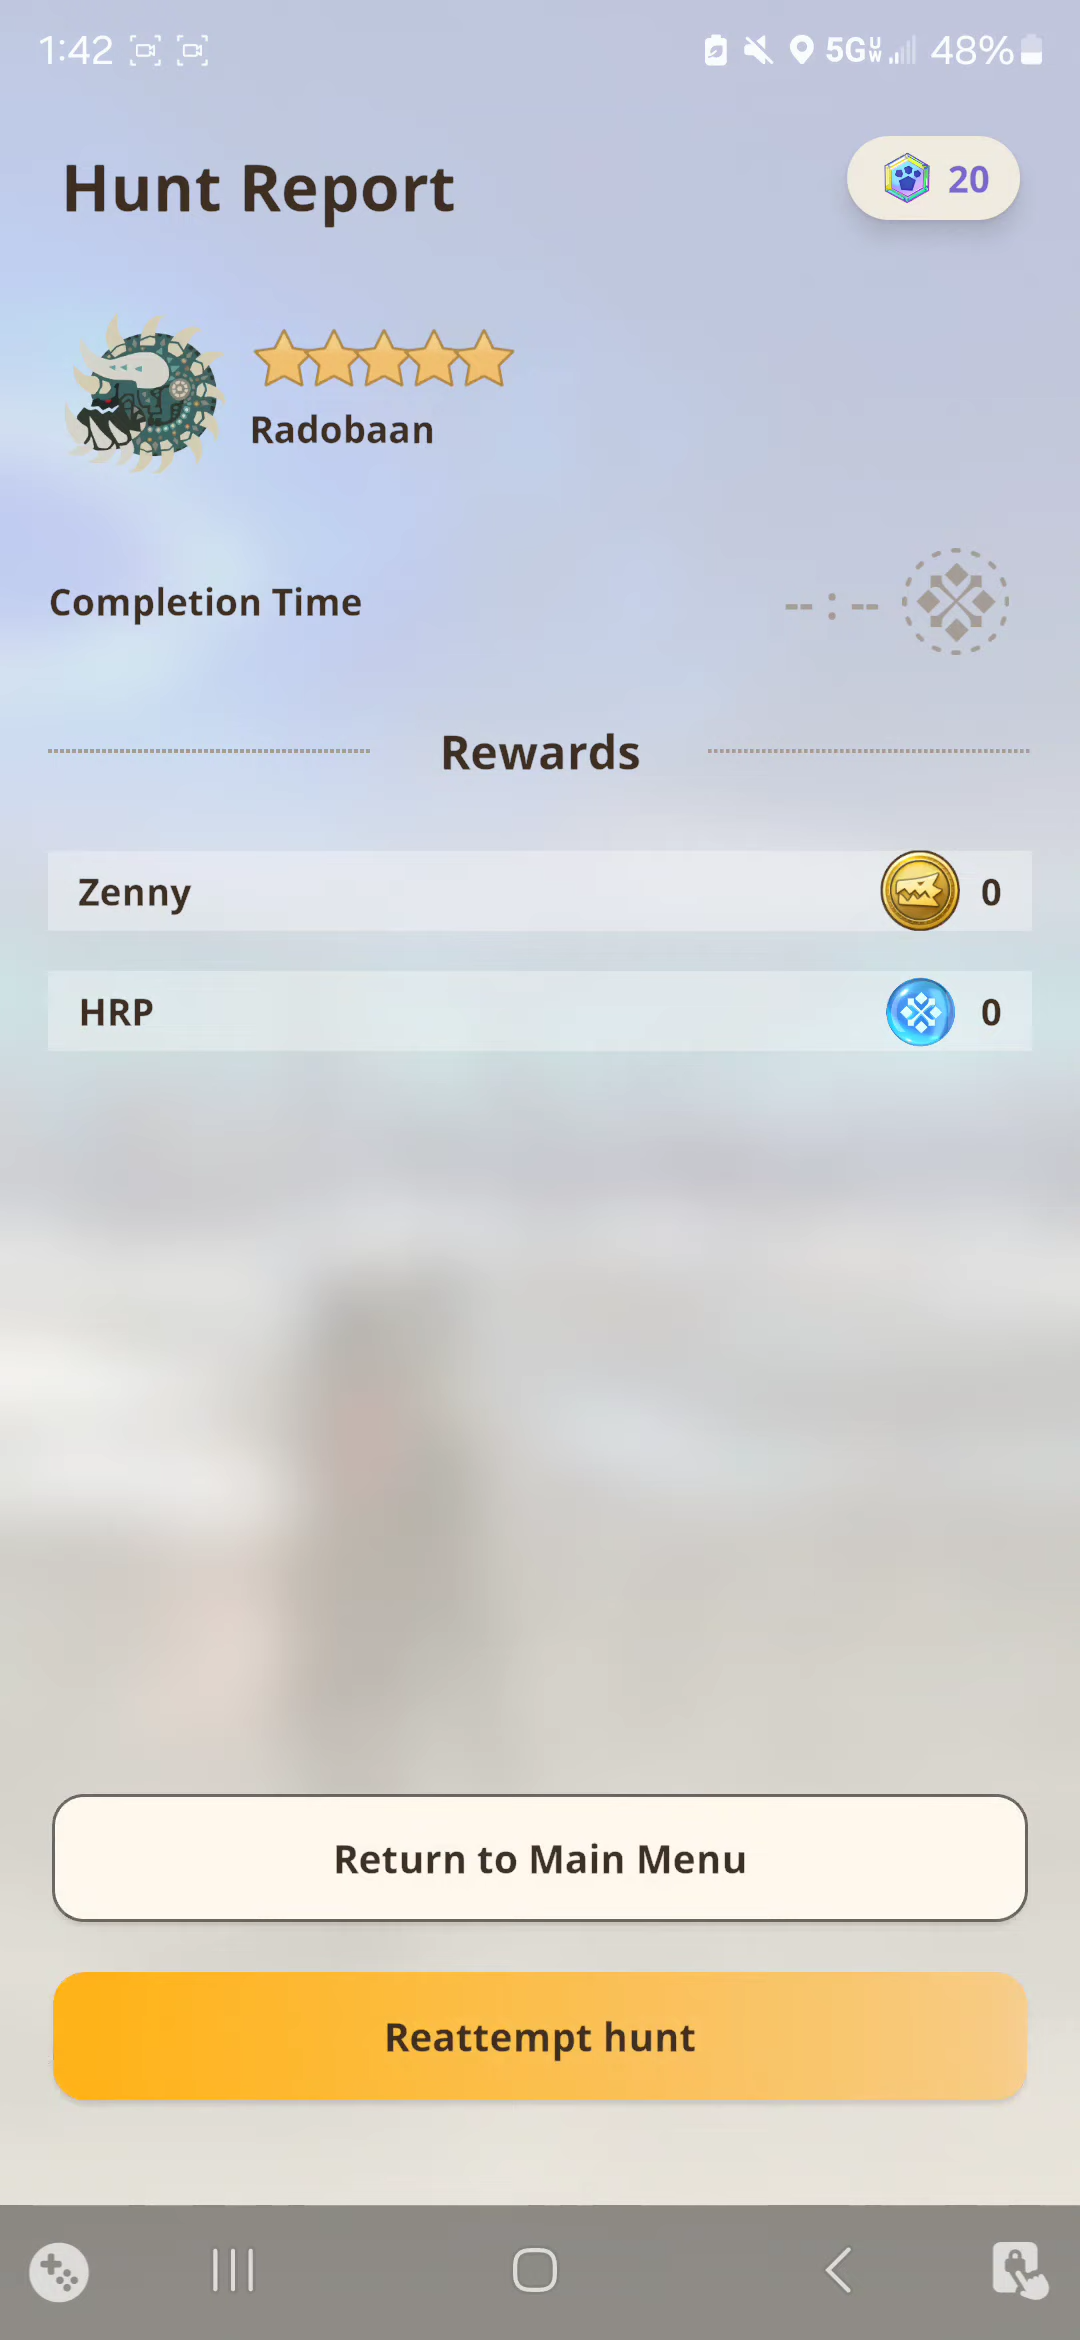 1:42
5G UW 48%
Hunt Report
20
Radobaan
Completion Time
-- : --
Rewards
Zenny 0
HRP 0
Return to Main Menu
Reattempt hunt